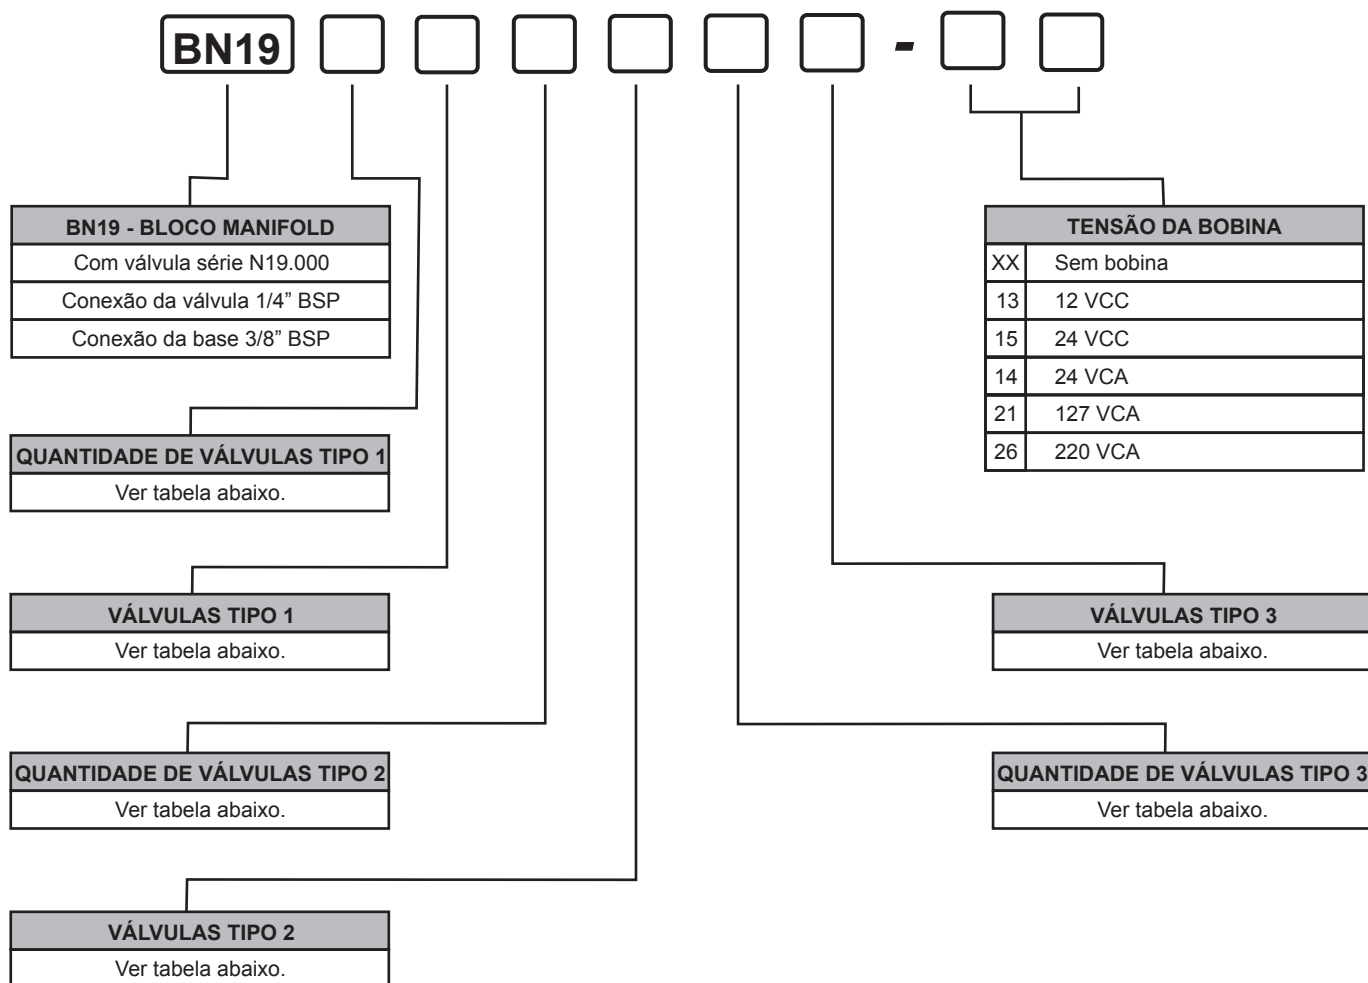 BN19 -
BN19 - BLOCO MANIFOLD
Com válvula série N19.000
Conexão da válvula 1/4” BSP
Conexão da base 3/8” BSP
TENSÃO DA BOBINA
XX Sem bobina
13 12 VCC
15 24 VCC
14 24 VCA
21 127 VCA
26 220 VCA
QUANTIDADE DE VÁLVULAS TIPO 1
Ver tabela abaixo.
VÁLVULAS TIPO 1
Ver tabela abaixo.
VÁLVULAS TIPO 3
Ver tabela abaixo.
QUANTIDADE DE VÁLVULAS TIPO 2
Ver tabela abaixo.
QUANTIDADE DE VÁLVULAS TIPO 3
Ver tabela abaixo.
VÁLVULAS TIPO 2
Ver tabela abaixo.